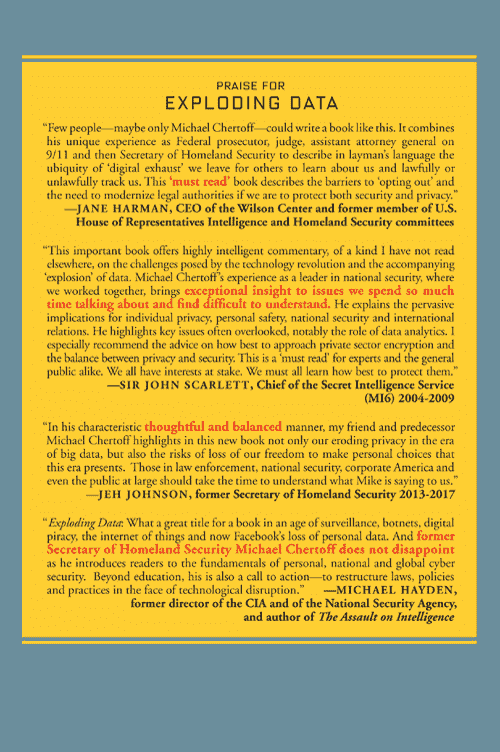 PRAISE FOR
EXPLODING DATA
“Few people—maybe only Michael Chertoff—could write a book like this. It combines
his unique experience as Federal prosecutor, judge, assistant attorney general on
9/11 and then Secretary of Homeland Security to describe in layman’s language the
ubiquity of ‘digital exhaust’ we leave for others to learn about us and lawfully or
unlawfully track us. This ‘must read’ book describes the barriers to ‘opting out’ and
the need to modernize legal authorities if we are to protect both security and privacy.”
—JANE HARMAN, CEO of the Wilson Center and former member of U.S.
House of Representatives Intelligence and Homeland Security committees
“This important book offers highly intelligent commentary, of a kind I have not read
elsewhere, on the challenges posed by the technology revolution and the accompanying
‘explosion’ of data. Michael Chertoff’s experience as a leader in national security, where
we worked together, brings exceptional insight to issues we spend so much
time talking about and find difficult to understand. He explains the pervasive
implications for individual privacy, personal safety, national security and international
relations. He highlights key issues often overlooked, notably the role of data analytics. I
especially recommend the advice on how best to approach private sector encryption and
the balance between privacy and security. This is a ‘must read’ for experts and the general
public alike. We all have interests at stake. We must all learn how best to protect them.”
—SIR JOHN SCARLETT, Chief of the Secret Intelligence Service
(MI6) 2004-2009
“In his characteristic thoughtful and balanced manner, my friend and predecessor
Michael Chertoff highlights in this new book not only our eroding privacy in the era
of big data, but also the risks of loss of our freedom to make personal choices that
this era presents. Those in law enforcement, national security, corporate America and
even the public at large should take the time to understand what Mike is saying to us.”
—JEH JOHNSON, former Secretary of Homeland Security 2013-2017
“Exploding Data: What a great title for a book in an age of surveillance, botnets, digital
piracy, the internet of things and now Facebook’s loss of personal data. And former
Secretary of Homeland Security Michael Chertoff does not disappoint
as he introduces readers to the fundamentals of personal, national and global cyber
security. Beyond education, his is also a call to action—to restructure laws, policies
and practices in the face of technological disruption.” —MICHAEL HAYDEN,
former director of the CIA and of the National Security Agency,
and author of The Assault on Intelligence